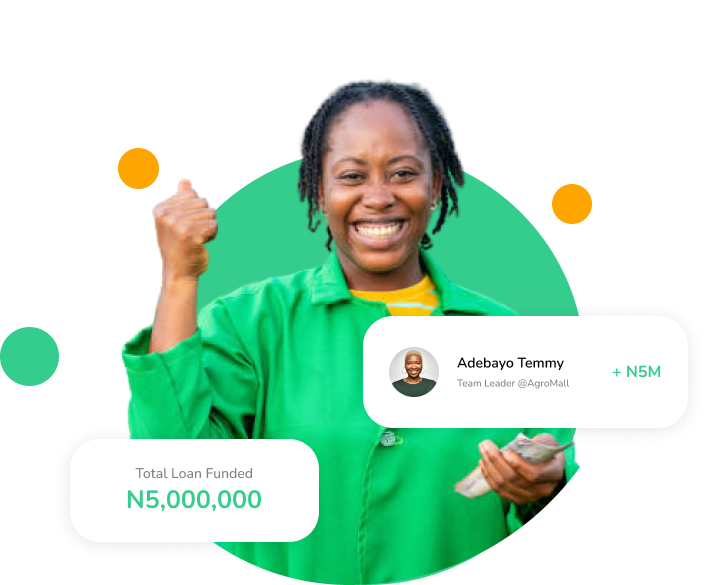 Adebayo Temmy
Team Leader @AgroMall
+ N5M
Total Loan Funded
N5,000,000